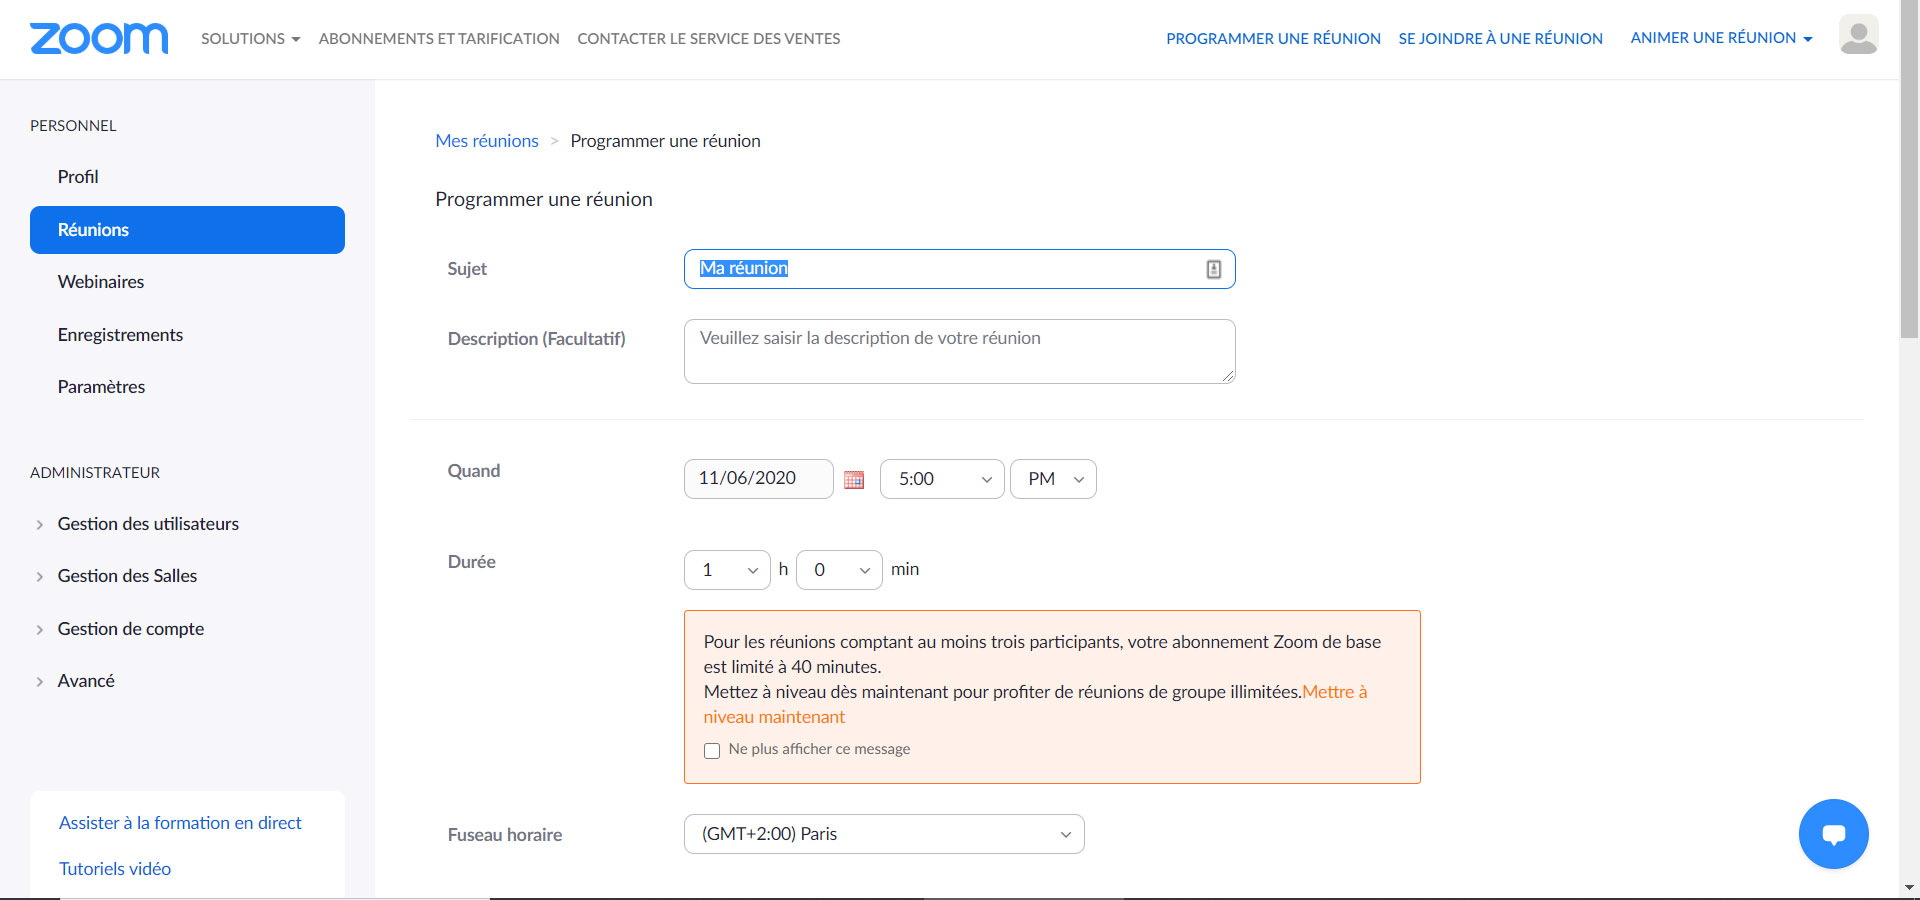 zoom
SOLUTIONS ABONNEMENTS ET TARIFICATION CONTACTER LE SERVICE DES VENTES
PROGRAMMER UNE RÉUNION SE JOINDRE À UNE RÉUNION ANIMER UNE RÉUNION
PERSONNEL
Profil
Réunions
Webinaires
Enregistrements
Paramètres
ADMINISTRATEUR
Gestion des utilisateurs
Gestion des Salles
Gestion de compte
Avancé
Assister à la formation en direct
Tutoriels vidéo
Mes réunions > Programmer une réunion
Programmer une réunion
Sujet
Ma réunion
Description (Facultatif)
Veuillez saisir la description de votre réunion
Quand
11/06/2020 5:00 PM
Durée
1 h 0 min
Pour les réunions comptant au moins trois participants, votre abonnement Zoom de base
est limité à 40 minutes.
Mettez à niveau dès maintenant pour profiter de réunions de groupe illimitées.Mettre à
niveau maintenant
Ne plus afficher ce message
Fuseau horaire
(GMT+2:00) Paris